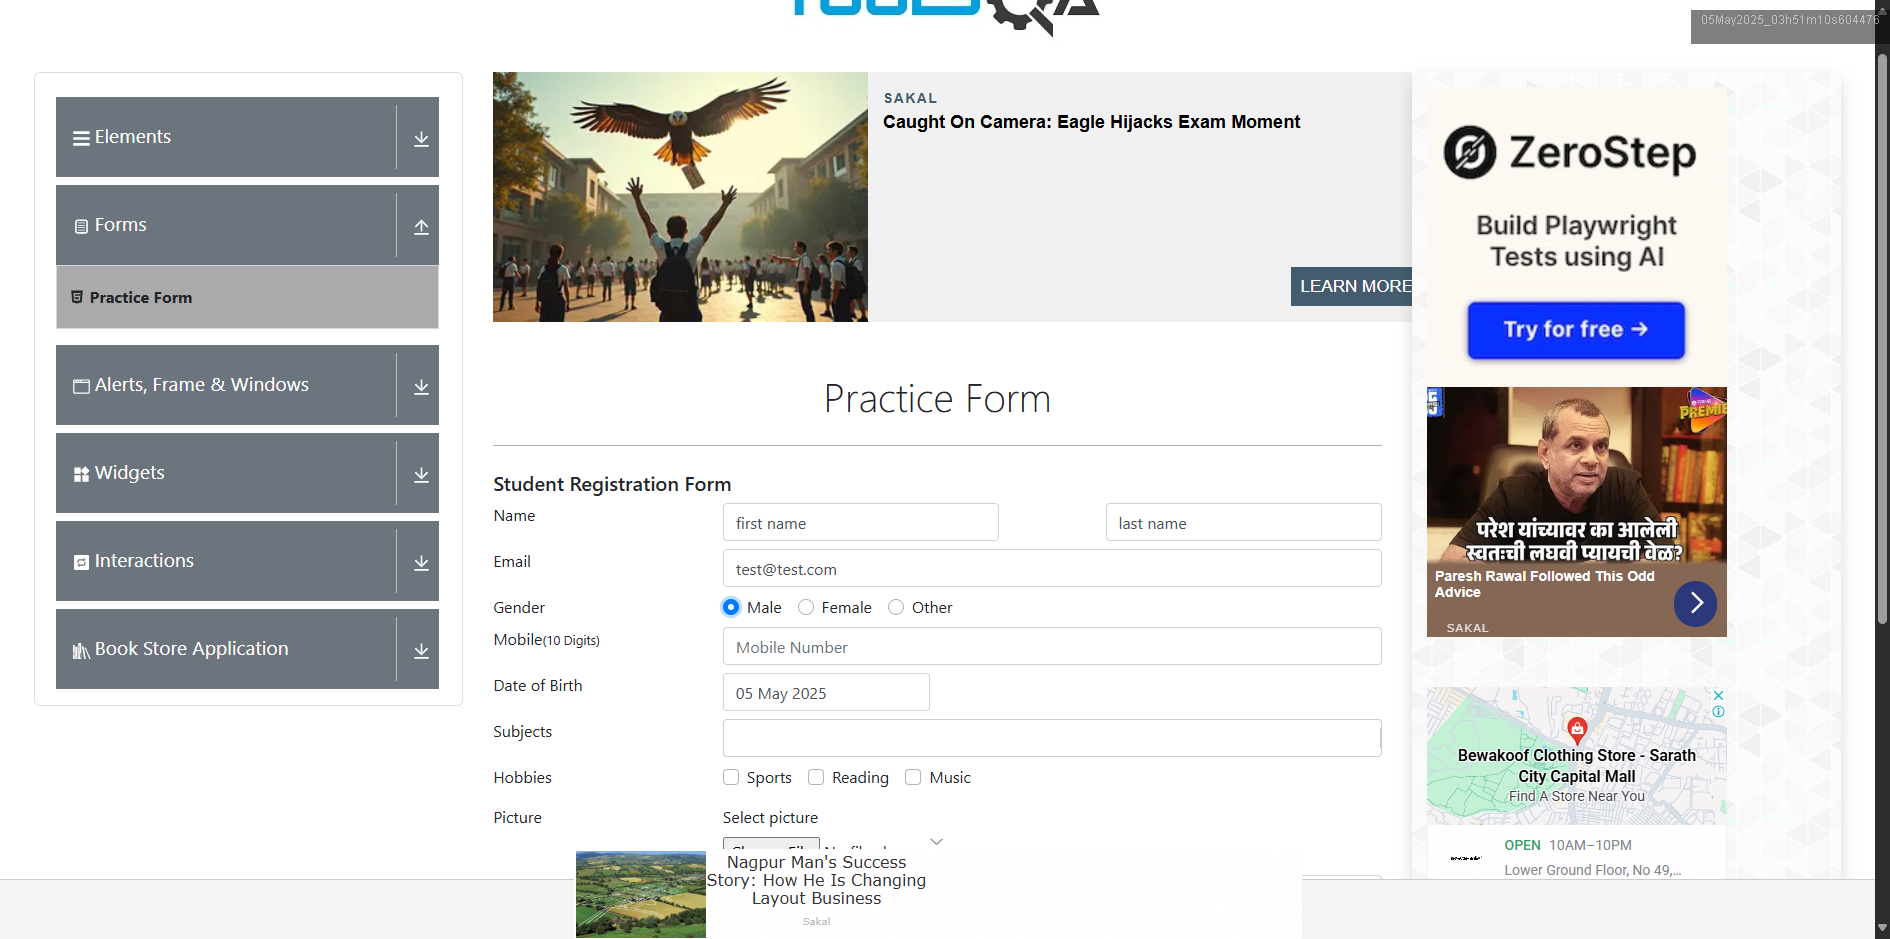 05May2025_03h51m10s604476
Elements
Forms
Practice Form
Alerts, Frame & Windows
Widgets
Interactions
Book Store Application
SAKAL
Caught On Camera: Eagle Hijacks Exam Moment
LEARN MORE
Practice Form
Student Registration Form
Name
first name
last name
Email
test@test.com
Gender
Male
Female
Other
Mobile(10 Digits)
Mobile Number
Date of Birth
05 May 2025
Subjects
Hobbies
Sports
Reading
Music
Picture
Select picture
Nagpur Man's Success
Story: How He Is Changing
Layout Business
Sakal
ZeroStep
Build Playwright
Tests using AI
Try for free →
परेश यांच्यावर का आलेली
स्वतःची लघवी प्यायची वेळ?
Paresh Rawal Followed This Odd
Advice
SAKAL
Bewakoof Clothing Store - Sarath
City Capital Mall
Find A Store Near You
OPEN 10AM–10PM
Lower Ground Floor, No 49,...